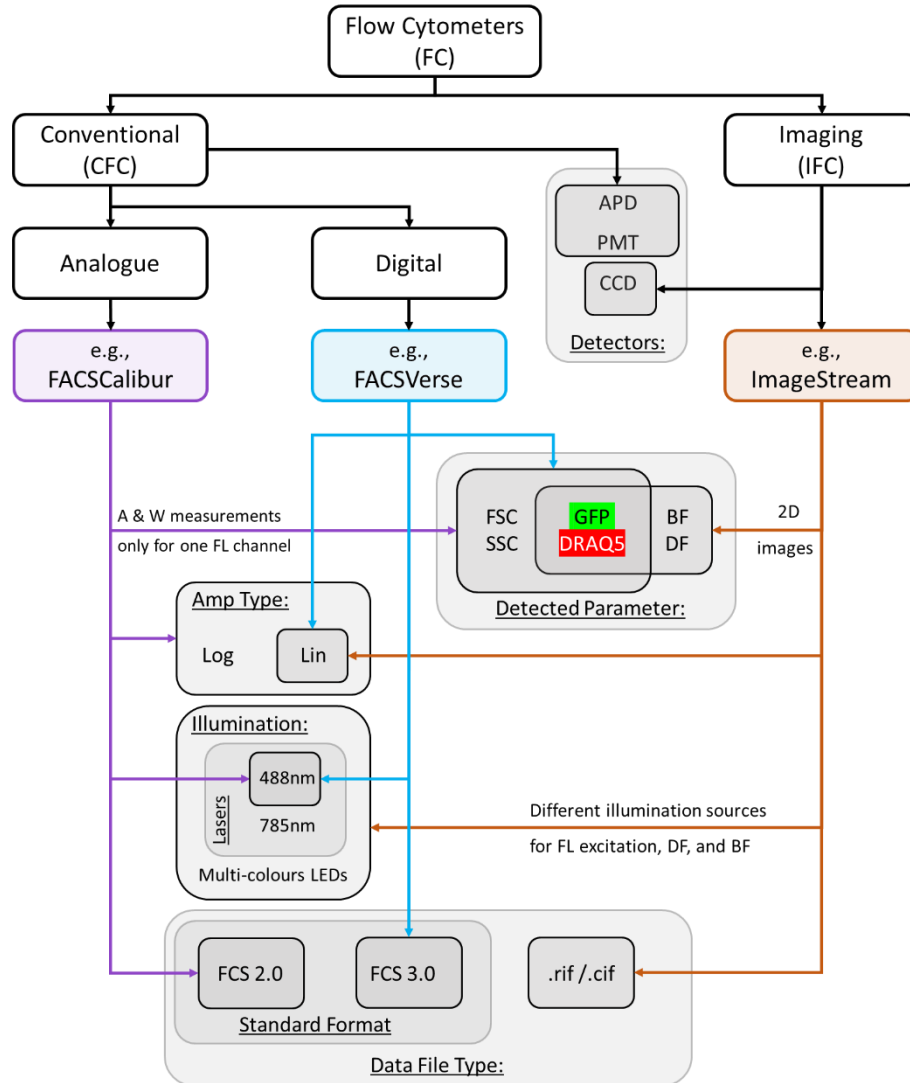 Flow Cytometers
(FC)
Conventional
(CFC)
Imaging
(IFC)
APD
PMT
CCD
Detectors:
Analogue
Digital
e.g.,
FACSCalibur
e.g.,
FACSVerse
e.g.,
ImageStream
A & W measurements
only for one FL channel
FSC
SSC
GFP
DRAQ5
BF
DF
Detected Parameter:
2D
images
Amp Type:
Log
Lin
Illumination:
488nm
785nm
Lasers
Multi-colours LEDs
Different illumination sources
for FL excitation, DF, and BF
FCS 2.0
FCS 3.0
.rif /.cif
Standard Format
Data File Type: